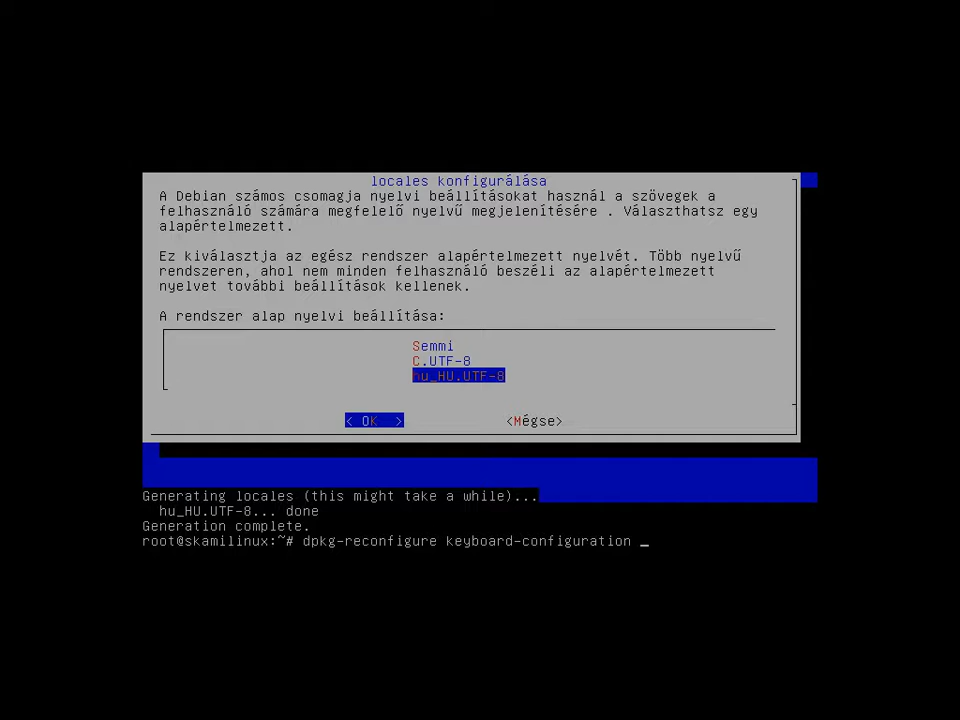 locales konfigurálása
A Debian számos csomagja nyelvi beállításokat használ a szövegek a
felhasználó számára megfelelő nyelvű megjelenítésére . Választhatsz egy
alapértelmezett.
Ez kiválasztja az egész rendszer alapértelmezett nyelvét. Több nyelvű
rendszeren, ahol nem minden felhasználó beszéli az alapértelmezett
nyelvet további beállítások kellenek.
A rendszer alap nyelvi beállítása:
Semmi
C.UTF-8
hu_HU.UTF-8
< OK > <Mégse>
Generating locales (this might take a while)...
hu_HU.UTF-8... done
Generation complete.
root@skamilinux:~# dpkg-reconfigure keyboard-configuration _